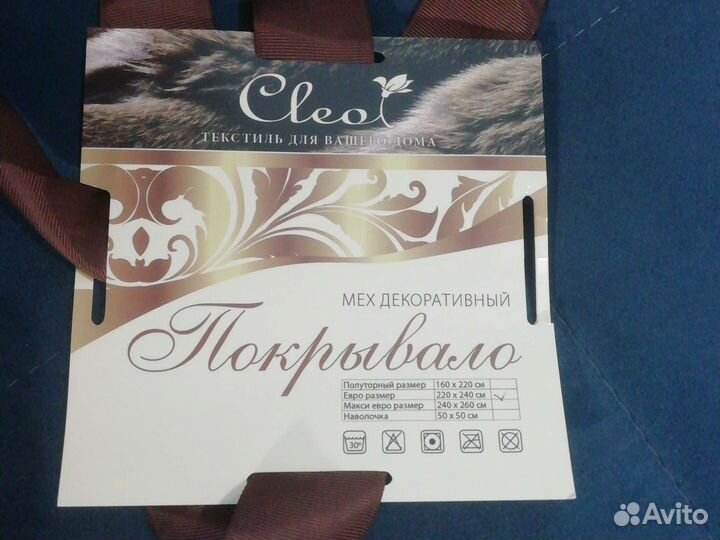 Cleo
ТЕКСТИЛЬ ДЛЯ ВАШЕГО ДОМА
МЕХ ДЕКОРАТИВНЫЙ
Покрывало
Полуторный размер 160 х 220 см
Евро размер 220 х 240 см
Макси евро размер 240 х 260 см
Наволочка 50 х 50 см
30°
Avito